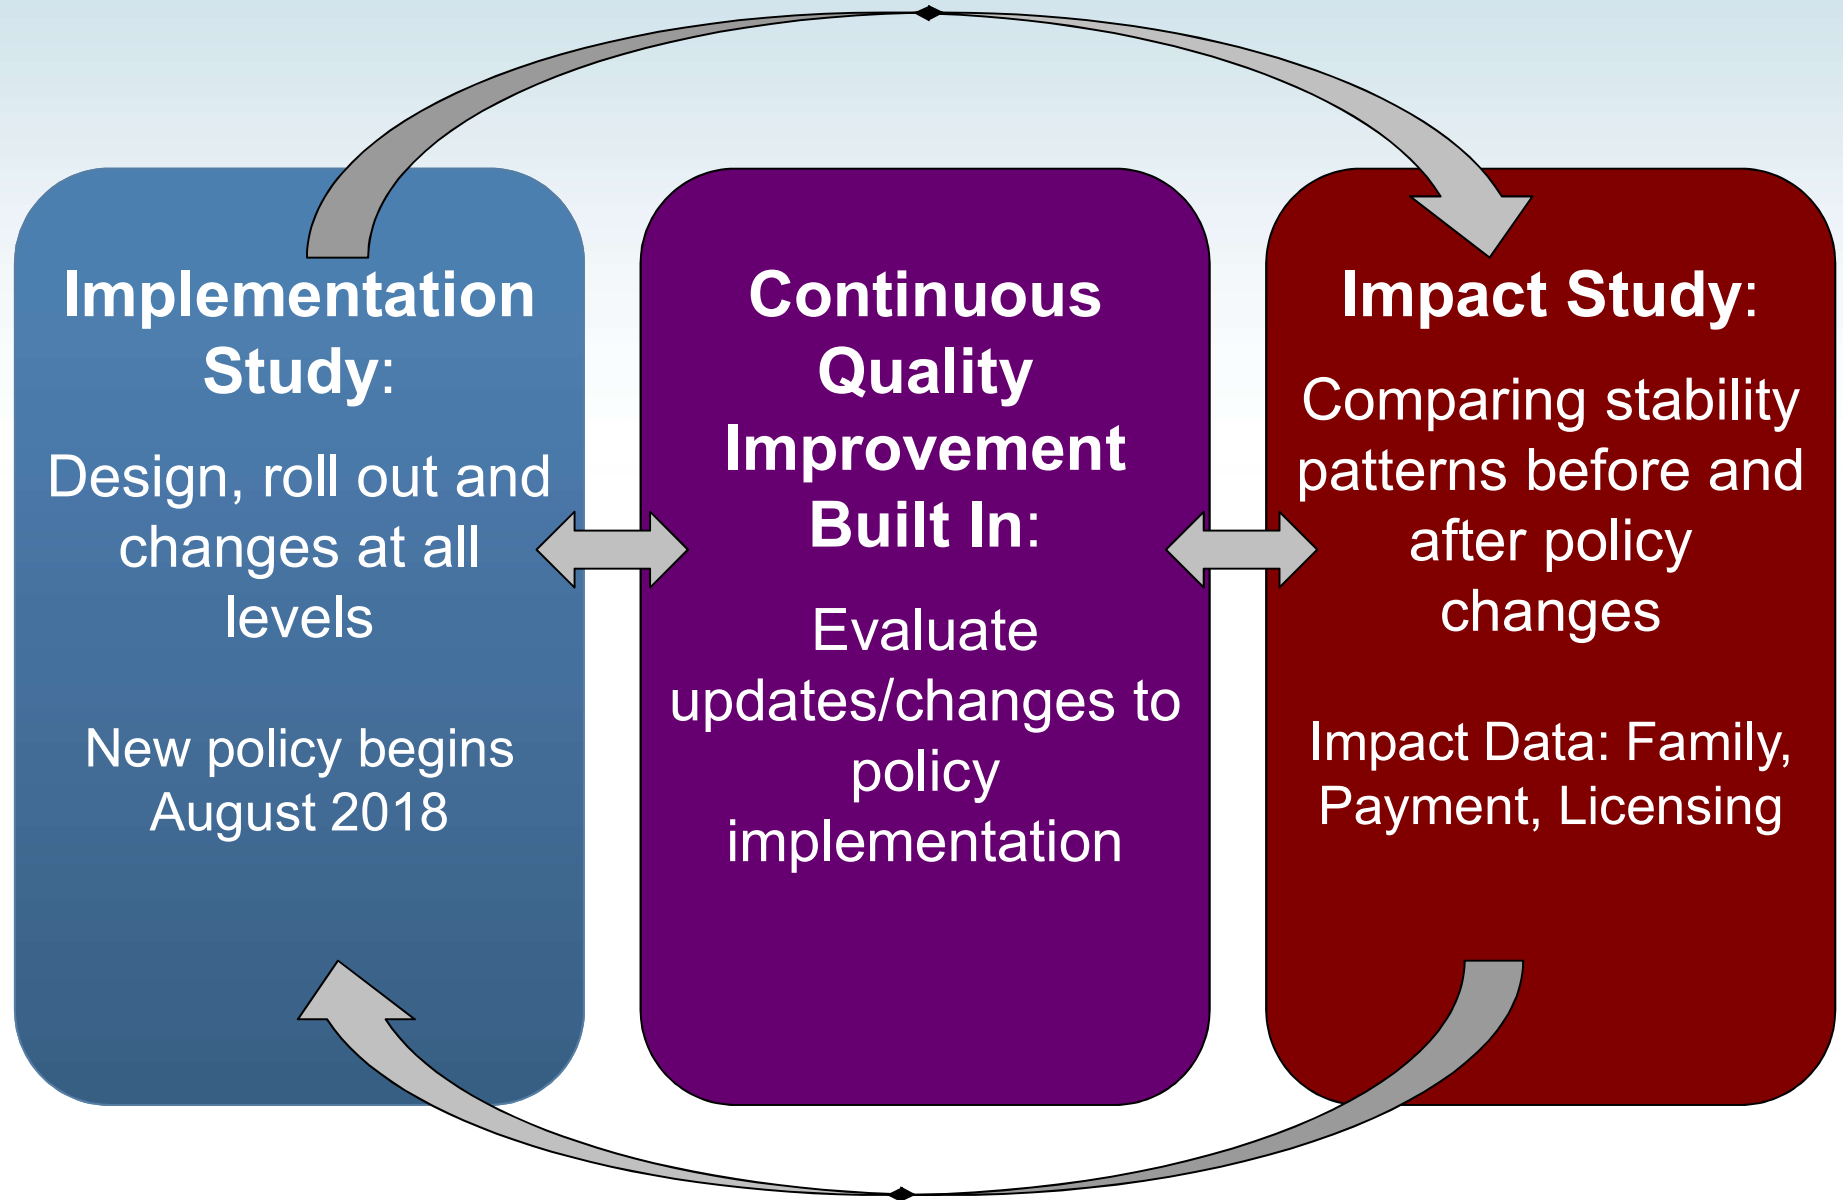 Implementation
Study:
Design, roll out and
changes at all
levels
New policy begins
August 2018
Continuous
Quality
Improvement
Built In:
Evaluate
updates/changes to
policy
implementation
Impact Study:
Comparing stability
patterns before and
after policy
changes
Impact Data: Family,
Payment, Licensing